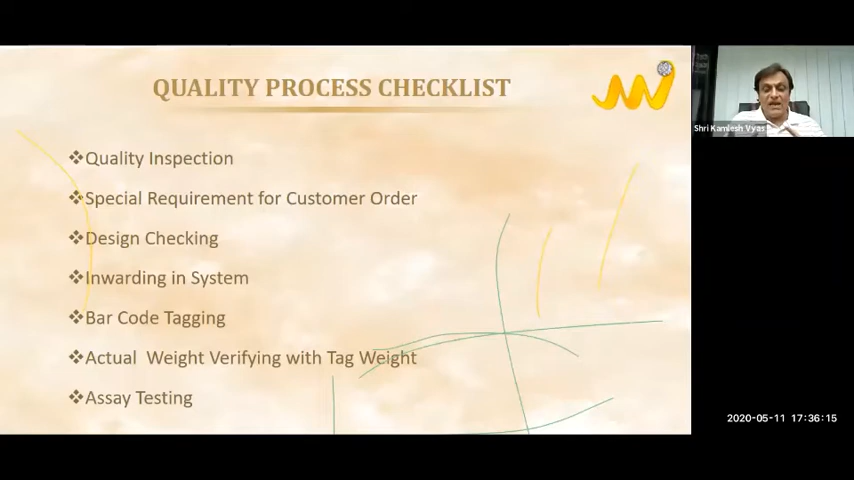 QUALITY PROCESS CHECKLIST
Quality Inspection
Special Requirement for Customer Order
Design Checking
Inwarding in System
Bar Code Tagging
Actual Weight Verifying with Tag Weight
Assay Testing
Shri Kamlesh Vyas
2020-05-11 17:36:15